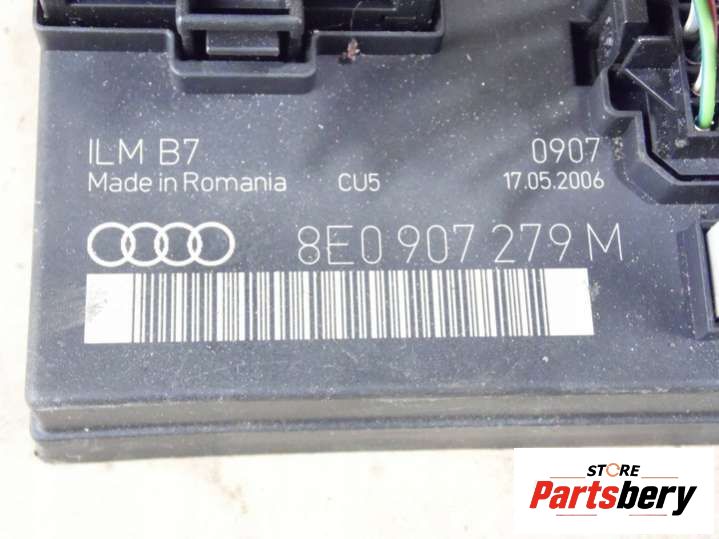 ILM B7 0907
Made in Romania CU5 17.05.2006
8E0 907 279 M
STORE
Partsbery